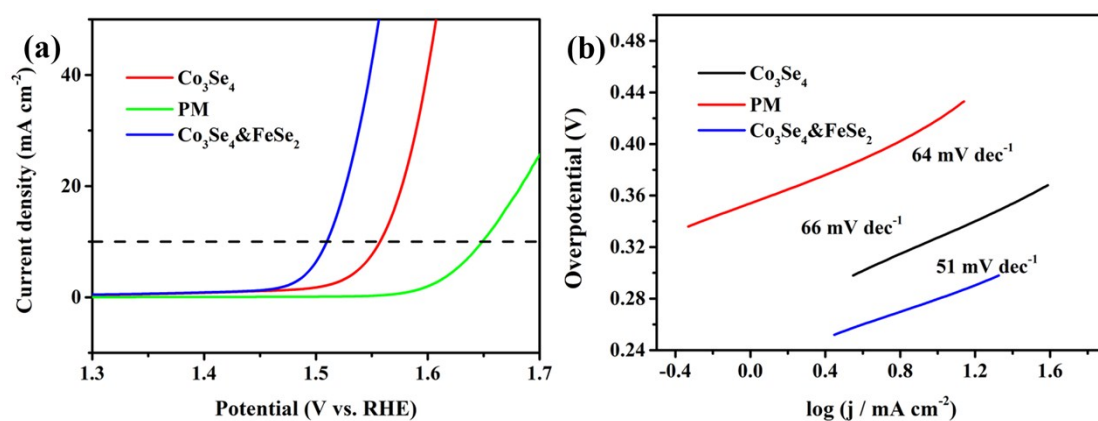 (a)
Co₃Se₄
PM
Co₃Se₄&FeSe₂
Current density (mA cm⁻²)
40
20
0
1.3 1.4 1.5 1.6 1.7
Potential (V vs. RHE)
(b)
Co₃Se₄
PM
Co₃Se₄&FeSe₂
64 mV dec⁻¹
66 mV dec⁻¹
51 mV dec⁻¹
Overpotential (V)
0.48
0.44
0.40
0.36
0.32
0.28
0.24
-0.4 0.0 0.4 0.8 1.2 1.6
log (j / mA cm⁻²)